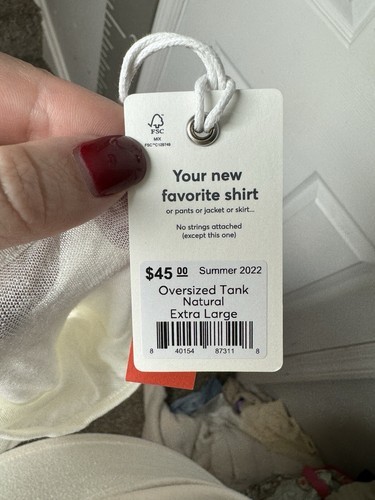 FSC
MIX
Your new
favorite shirt
or pants or jacket or skirt...
No strings attached
(except this one)
$45 00 Summer 2022
Oversized Tank
Natural
Extra Large
8 40154 87311 8